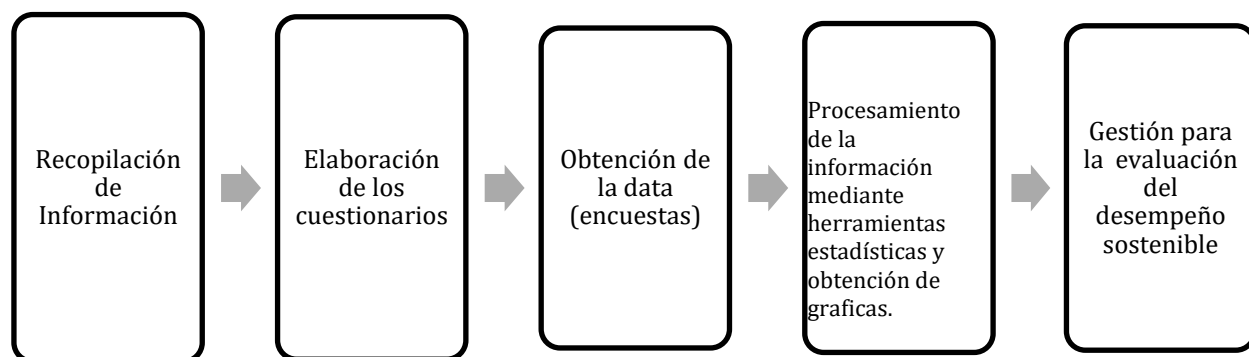 Recopilación
de
Información
Elaboración
de los
cuestionarios
Obtención de
la data
(encuestas)
Procesamiento
de la
información
mediante
herramientas
estadísticas y
obtención de
graficas.
Gestión para
la evaluación
del
desempeño
sostenible